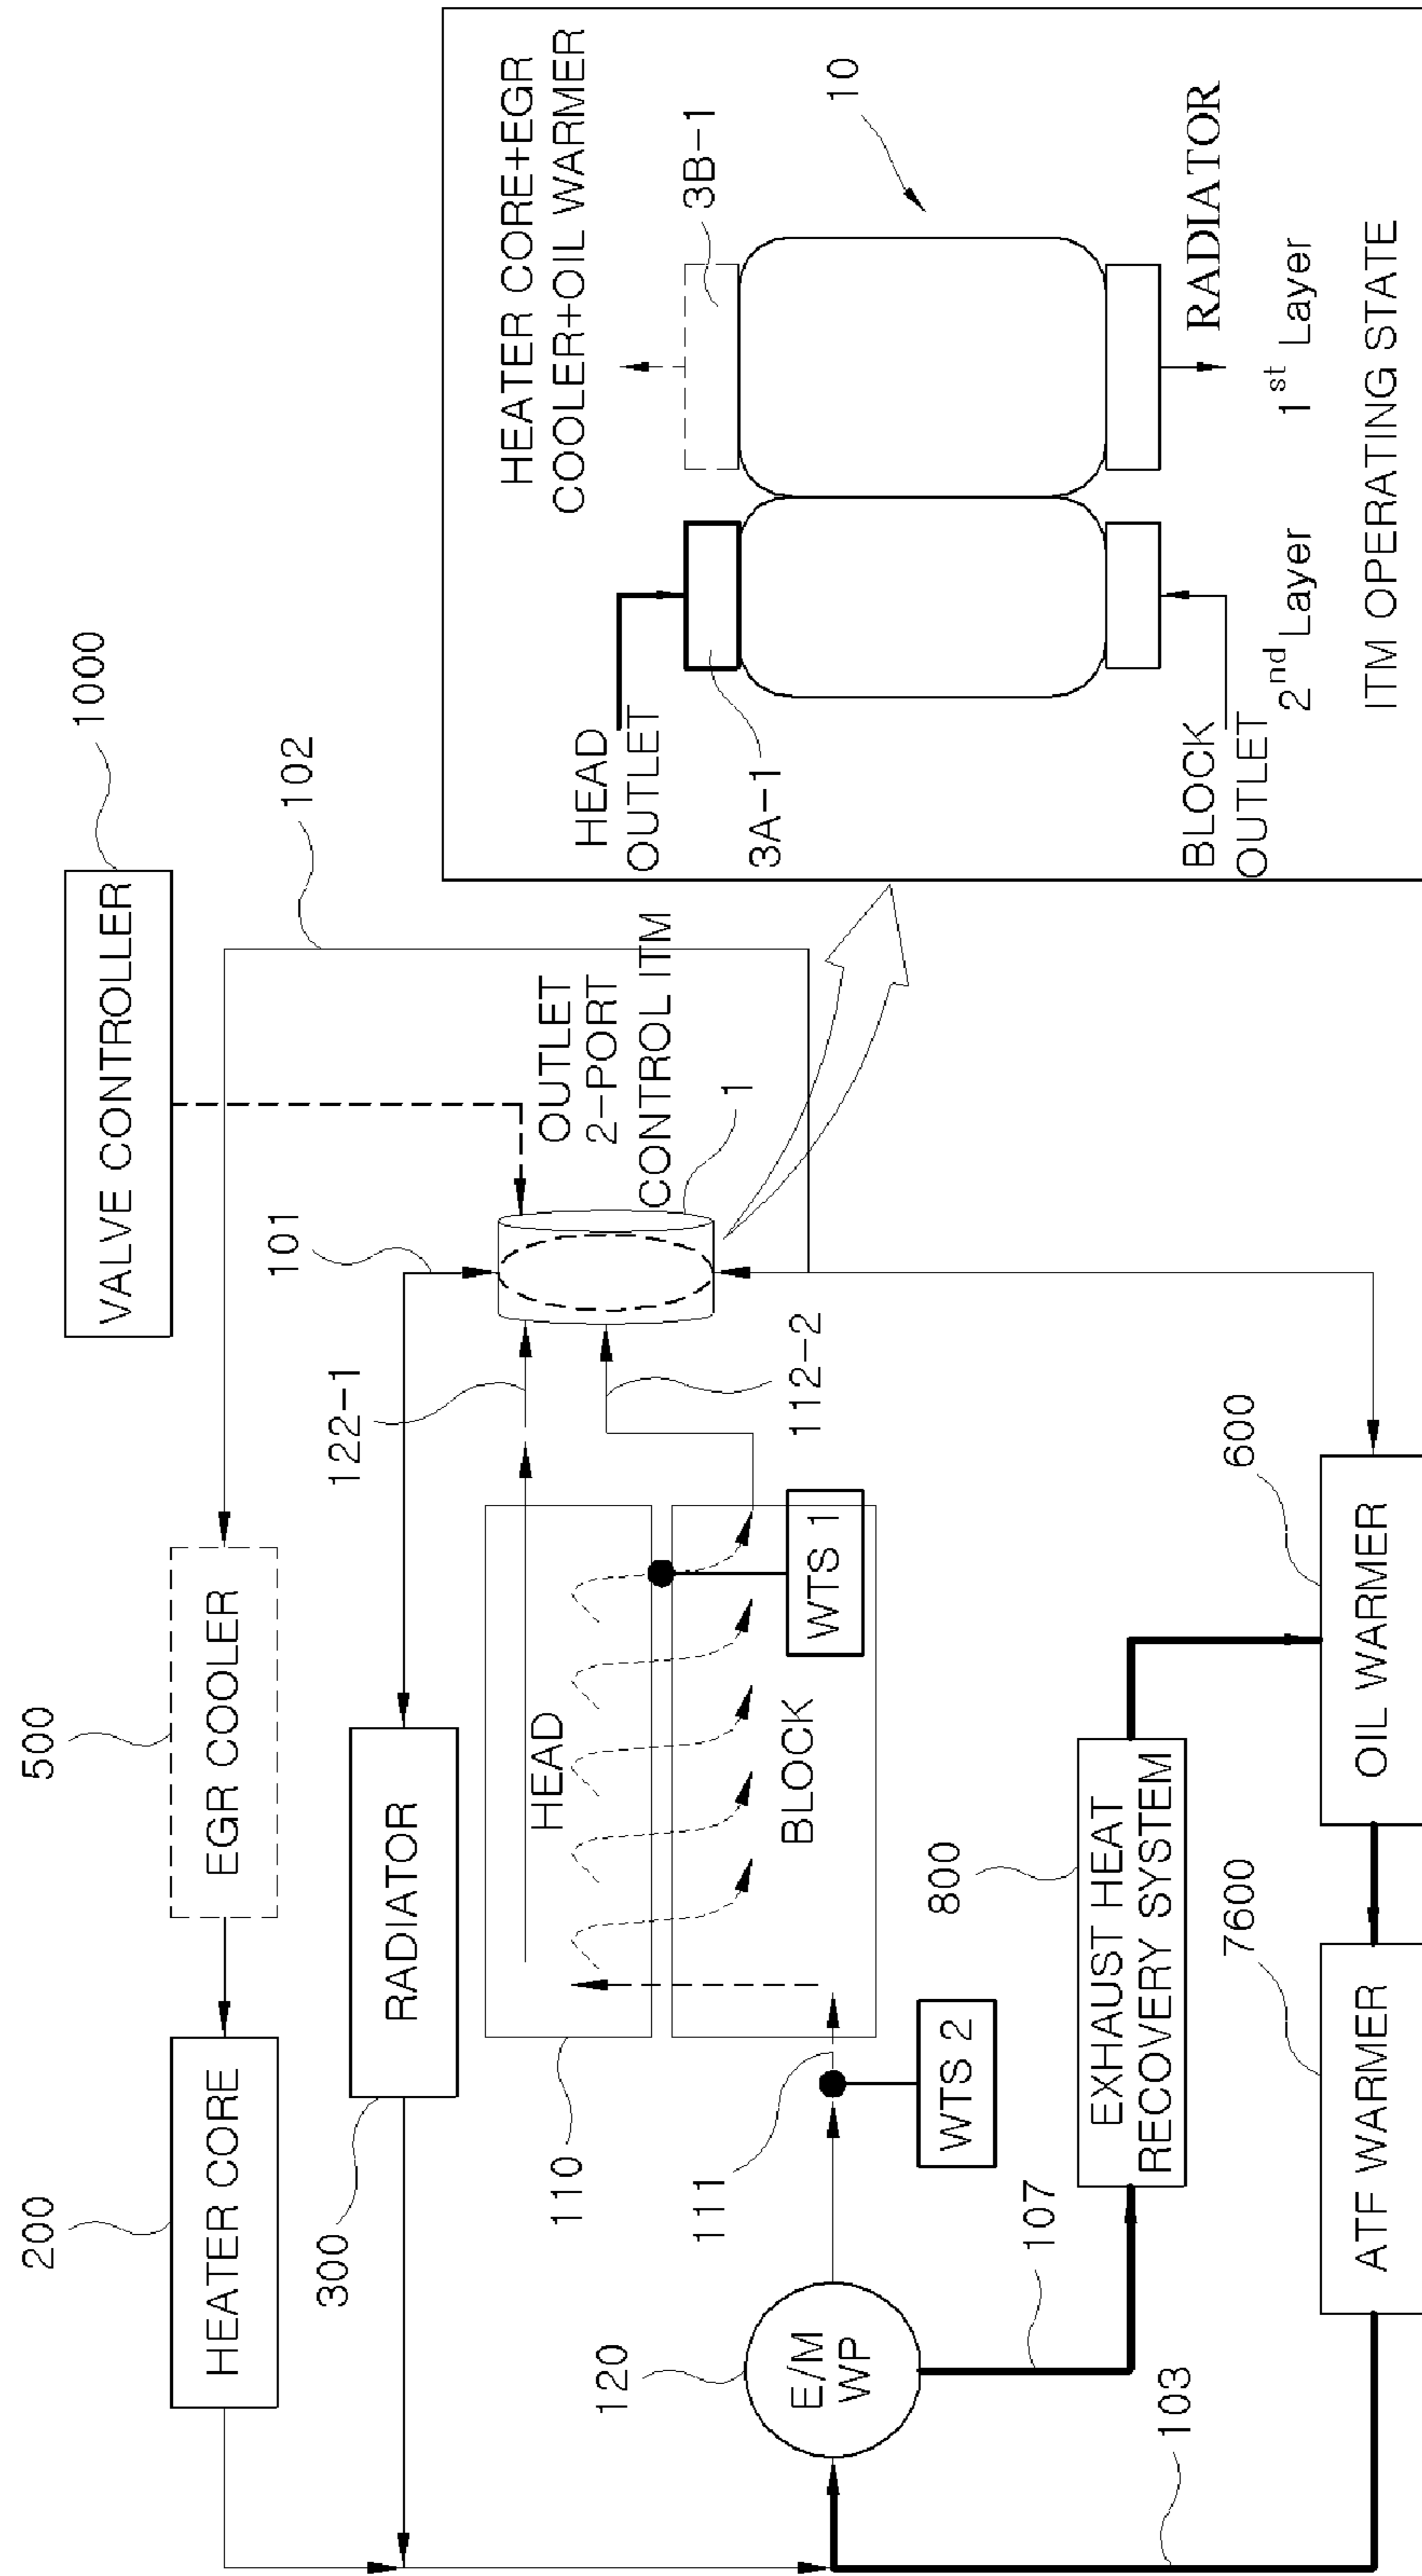 1000
VALVE CONTROLLER
102
500
EGR COOLER
200
HEATER CORE
101
OUTLET
2-PORT
CONTROL ITM
1
122-1
112-2
RADIATOR
300
HEAD
BLOCK
110
WTS 1
111
WTS 2
120
E/M
WP
107
800
EXHAUST HEAT
RECOVERY SYSTEM
600
OIL WARMER
7600
ATF WARMER
103
HEATER CORE+EGR
COOLER+OIL WARMER
HEAD
OUTLET
3B-1
10
3A-1
BLOCK
OUTLET
RADIATOR
2nd Layer
1st Layer
ITM OPERATING STATE